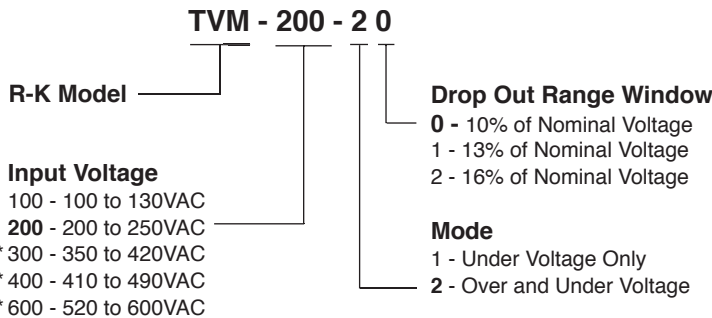 TVM - 200 - 2 0
R-K Model
Input Voltage
100 - 100 to 130VAC
200 - 200 to 250VAC
* 300 - 350 to 420VAC
* 400 - 410 to 490VAC
* 600 - 520 to 600VAC
Drop Out Range Window
0 - 10% of Nominal Voltage
1 - 13% of Nominal Voltage
2 - 16% of Nominal Voltage
Mode
1 - Under Voltage Only
2 - Over and Under Voltage